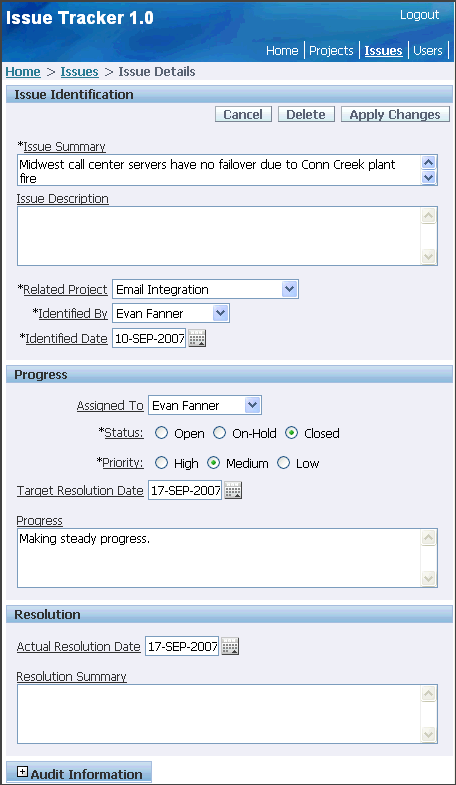 Issue Tracker 1.0
Logout
Home Projects Issues Users
Home > Issues > Issue Details
Issue Identification
Cancel Delete Apply Changes
*Issue Summary
Midwest call center servers have no failover due to Conn Creek plant
fire
Issue Description
*Related Project Email Integration
*Identified By Evan Fanner
*Identified Date 10-SEP-2007
Progress
Assigned To Evan Fanner
*Status: Open On-Hold Closed
*Priority: High Medium Low
Target Resolution Date 17-SEP-2007
Progress
Making steady progress.
Resolution
Actual Resolution Date 17-SEP-2007
Resolution Summary
Audit Information